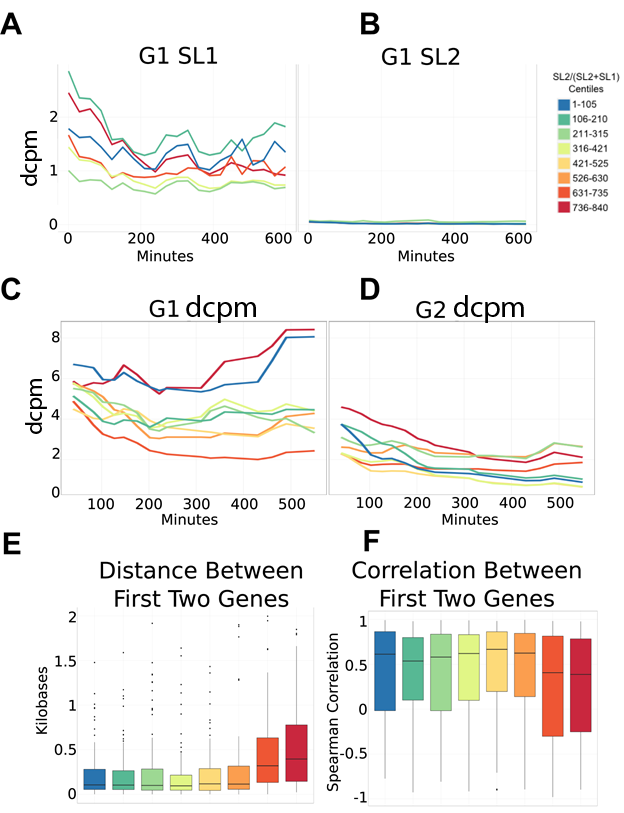 A
B
G1 SL1
G1 SL2
dcpm
2
1
0
0
200
400
600
Minutes
0
200
400
600
Minutes
SL2/(SL2+SL1)
Centiles
1-105
106-210
211-315
316-421
421-525
526-630
631-735
736-840
C
D
G1 dcpm
G2 dcpm
dcpm
8
6
4
2
0
100
200
300
400
500
Minutes
100
200
300
400
500
Minutes
E
F
Distance Between
First Two Genes
Correlation Between
First Two Genes
Kilobases
2
1.5
1
0.5
0
Spearman Correlation
1
0.5
0
-0.5
-1